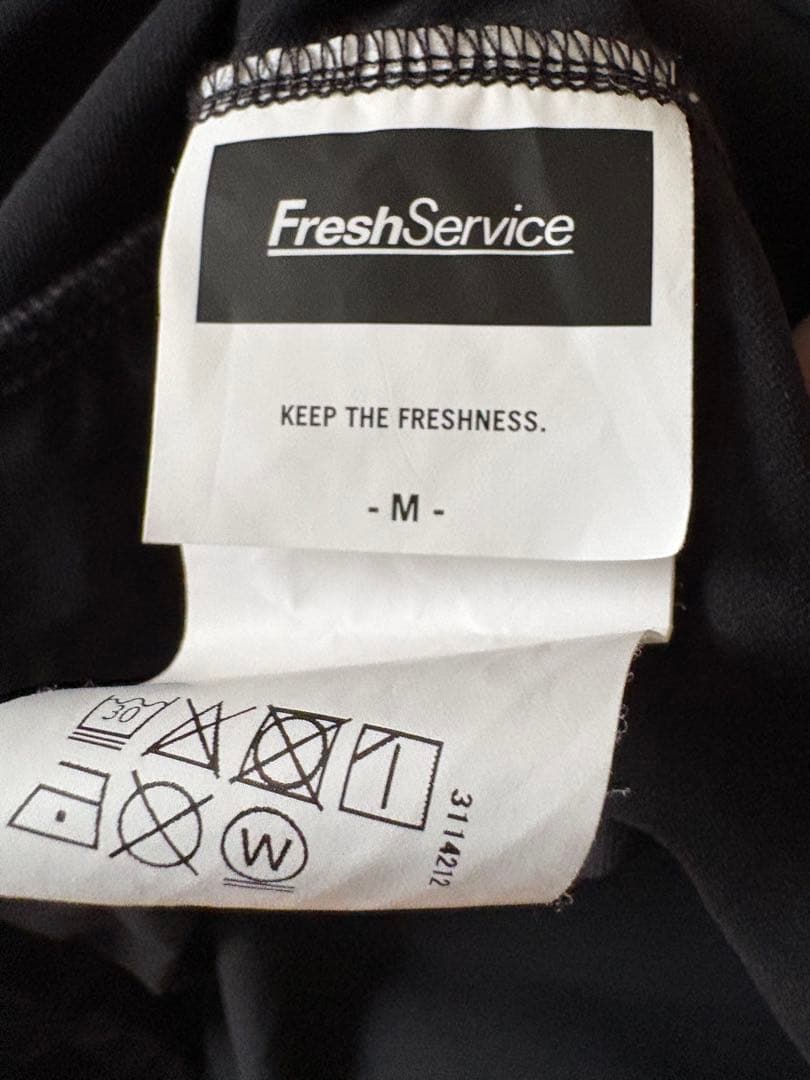 FreshService
KEEP THE FRESHNESS.
- M -
30
W
3114212